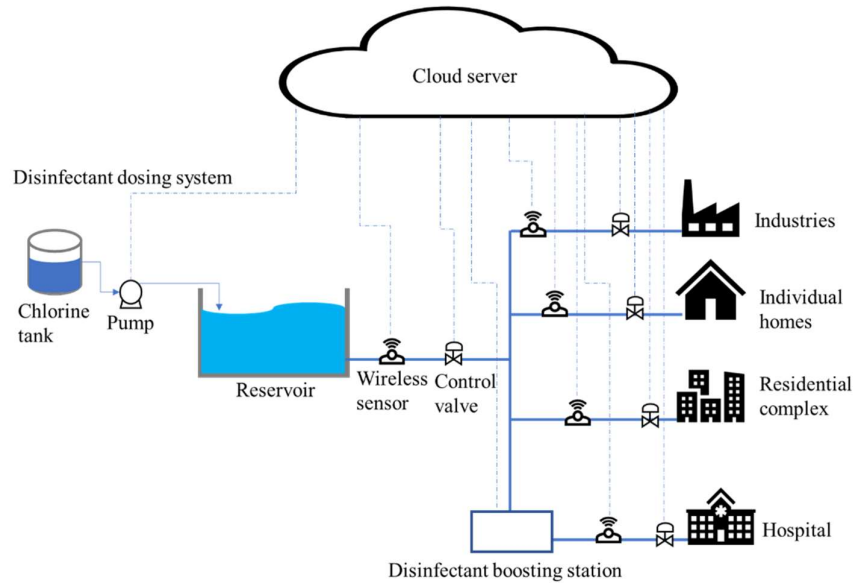 Cloud server
Disinfectant dosing system
Chlorine
tank
Pump
Reservoir
Wireless
sensor
Control
valve
Industries
Individual
homes
Residential
complex
Hospital
Disinfectant boosting station